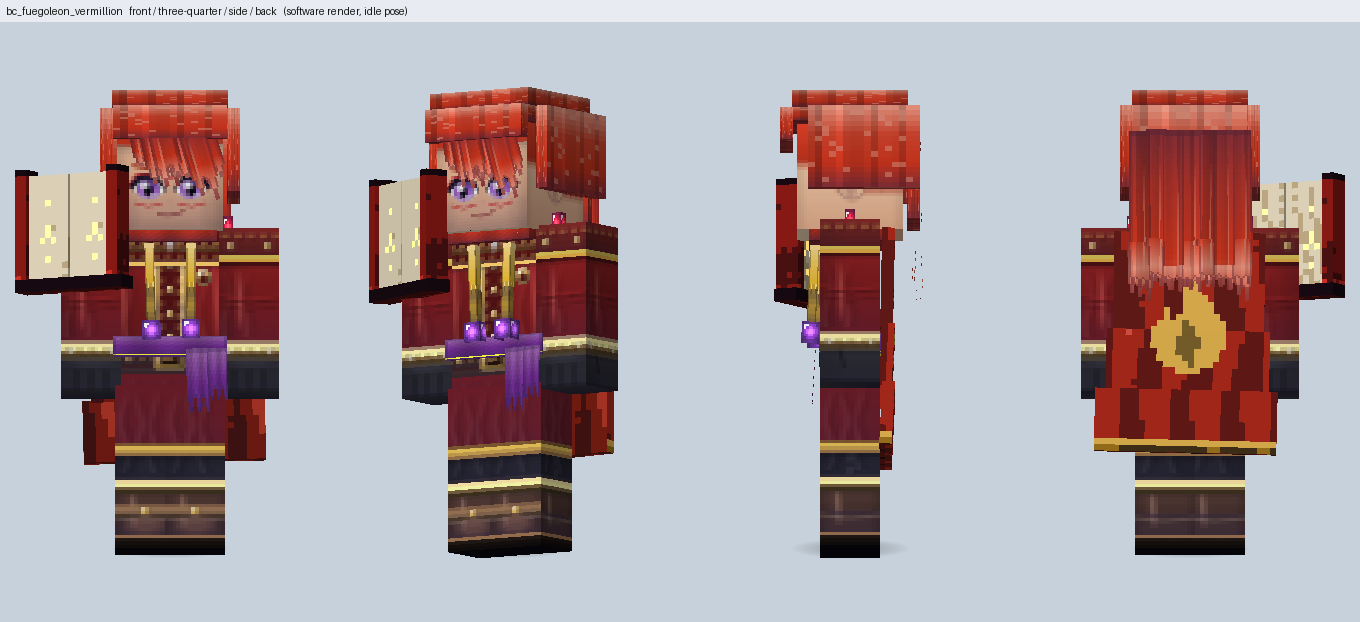 bc_fuegoleon_vermillion  front / three-quarter / side / back  (software render, idle pose)